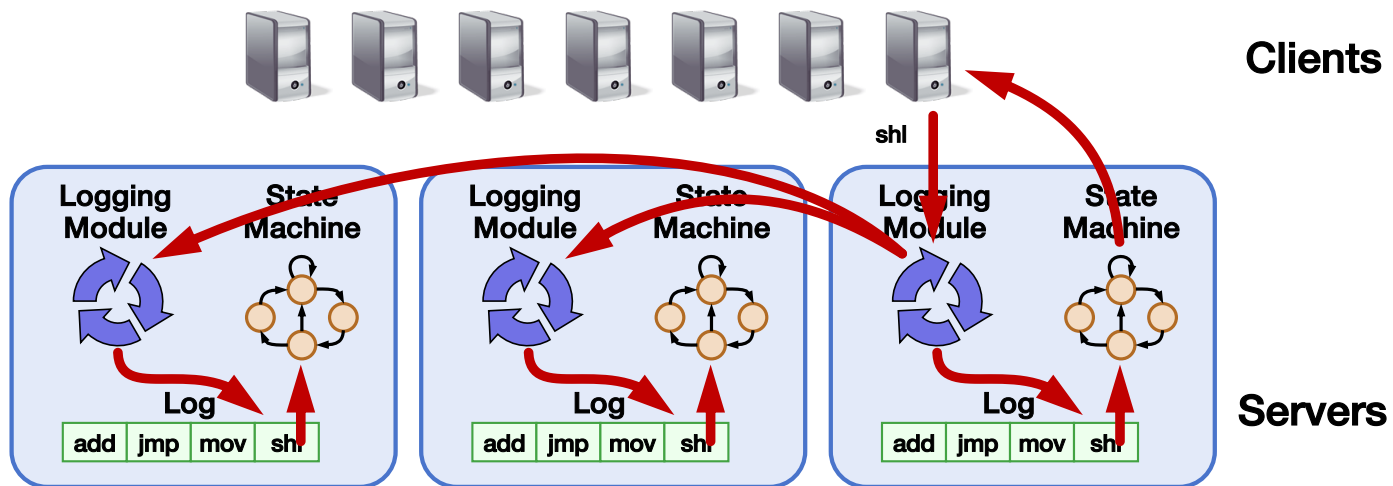 Clients
shl
Logging Module
State Machine
Logging Module
State Machine
Logging Module
State Machine
Log
Log
Log
Servers
add jmp mov shl
add jmp mov shl
add jmp mov shl